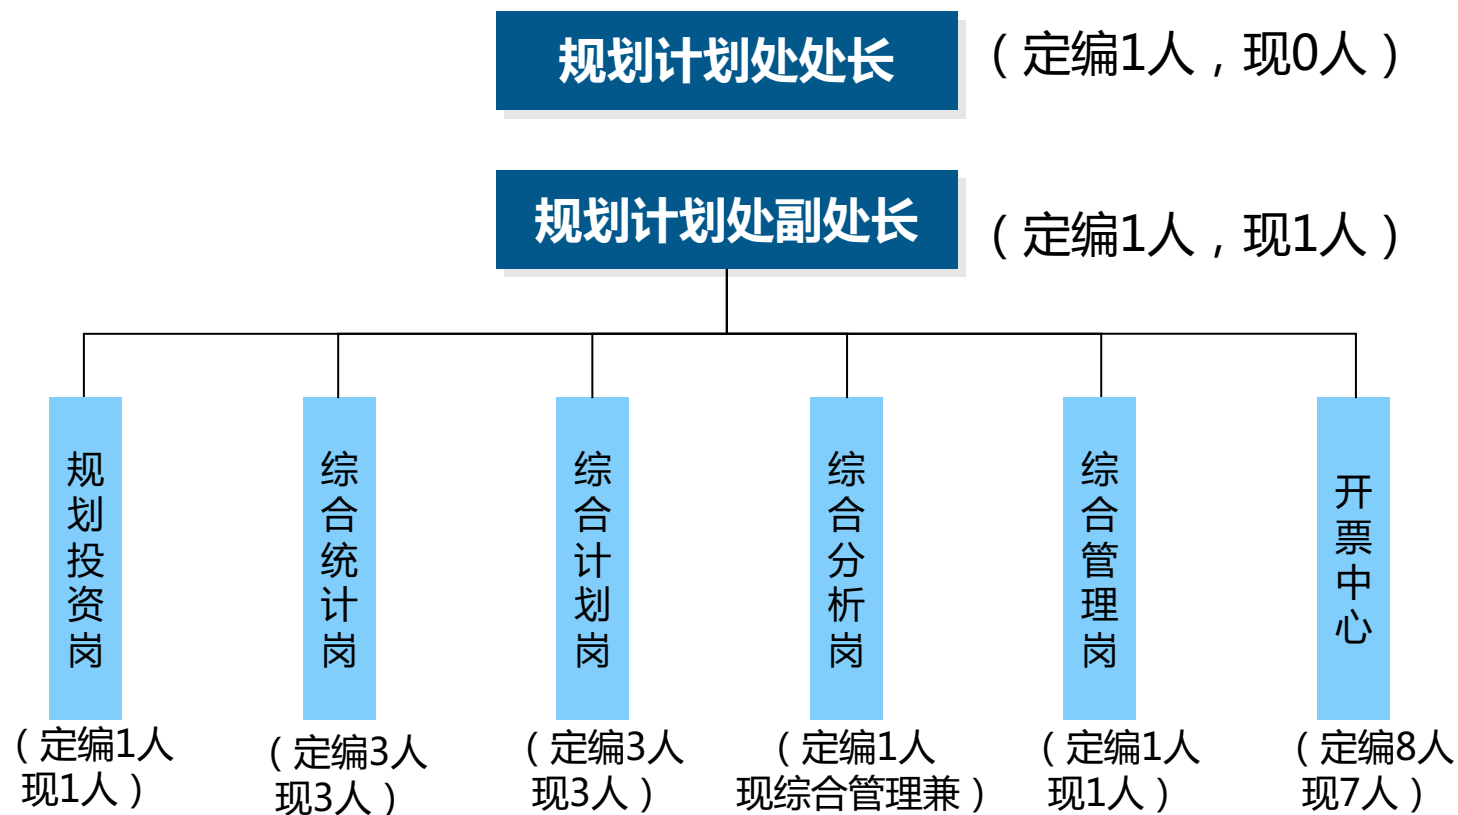 规划计划处处长
（定编1人，现0人）
规划计划处副处长
（定编1人，现1人）
规划投资岗
综合统计岗
综合计划岗
综合分析岗
综合管理岗
开票中心
（定编1人
现1人）
（定编3人
现3人）
（定编3人
现3人）
（定编1人
现综合管理兼）
（定编1人
现1人）
（定编8人
现7人）